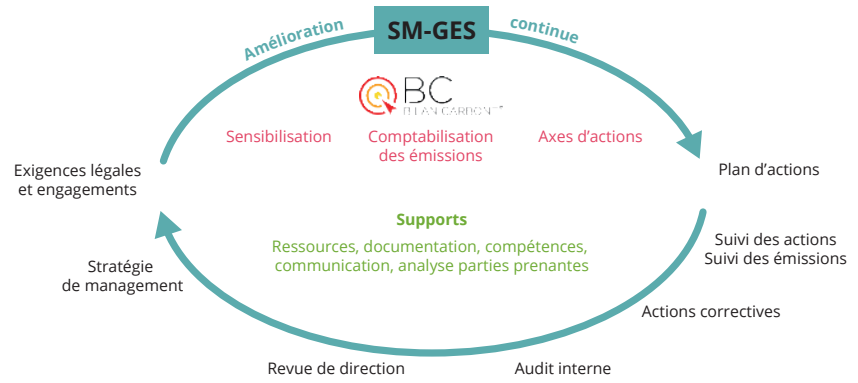 Amélioration
SM-GES
continue
BC
BILAN CARBONE
Sensibilisation
Comptabilisation
des émissions
Axes d’actions
Exigences légales
et engagements
Plan d’actions
Supports
Ressources, documentation, compétences,
communication, analyse parties prenantes
Suivi des actions
Suivi des émissions
Stratégie
de management
Actions correctives
Revue de direction
Audit interne